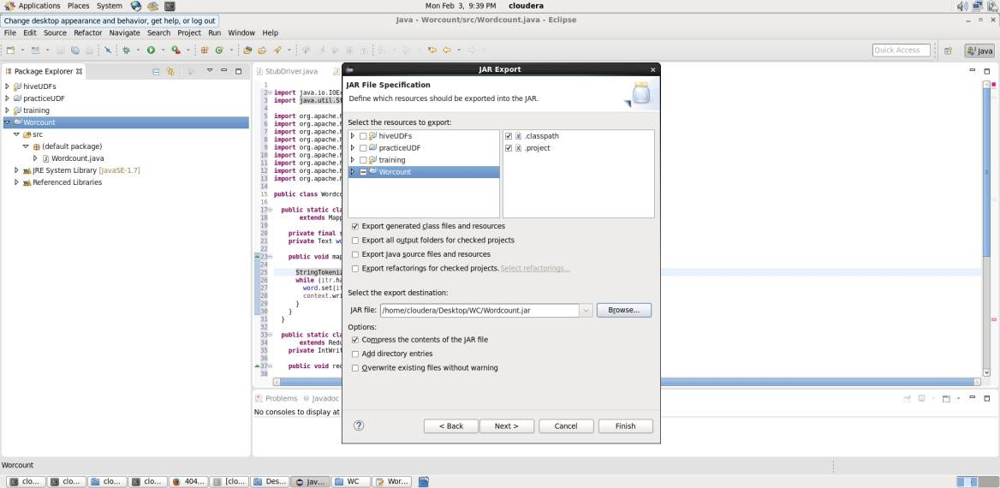 Applications Places System
Mon Feb 3, 9:39 PM cloudera
Change desktop appearance and behavior, get help, or log out
Java - Worcount/src/Wordcount.java - Eclipse
File Edit Source Refactor Navigate Search Project Run Window Help
Quick Access
Java
Package Explorer
hiveUDFs
practiceUDF
training
Worcount
src
(default package)
Wordcount.java
JRE System Library [JavaSE-1.7]
Referenced Libraries
StubDriver.java
1
2 import java.io.IOEx
3 import java.util.St
4
5 import org.apache.h
6 import org.apache.h
7 import org.apache.h
8 import org.apache.h
9 import org.apache.h
10 import org.apache.h
11 import org.apache.h
12 import org.apache.h
13 import org.apache.h
14
15 public class Wordco
16
17 public static cla
18 extends Mapp
19
20 private final s
21 private Text wo
22
23 public void map
24
25 StringTokeniz
26 while (itr.ha
27 word.set(it
28 context.wri
29 }
30 }
31 }
32
33 public static cla
34 extends Redu
35 private IntWrit
36
37 public void red
38
JAR Export
JAR File Specification
Define which resources should be exported into the JAR.
Select the resources to export:
hiveUDFs
practiceUDF
training
Worcount
.classpath
.project
Export generated class files and resources
Export all output folders for checked projects
Export Java source files and resources
Export refactorings for checked projects. Select refactorings...
Select the export destination:
JAR file: /home/cloudera/Desktop/WC/Wordcount.jar
Browse...
Options:
Compress the contents of the JAR file
Add directory entries
Overwrite existing files without warning
? < Back Next > Cancel Finish
Problems @ Javadoc
No consoles to display at
Worcount
clo... clo... clo... clo... 404... [clo... Des... Jav... WC Wor...